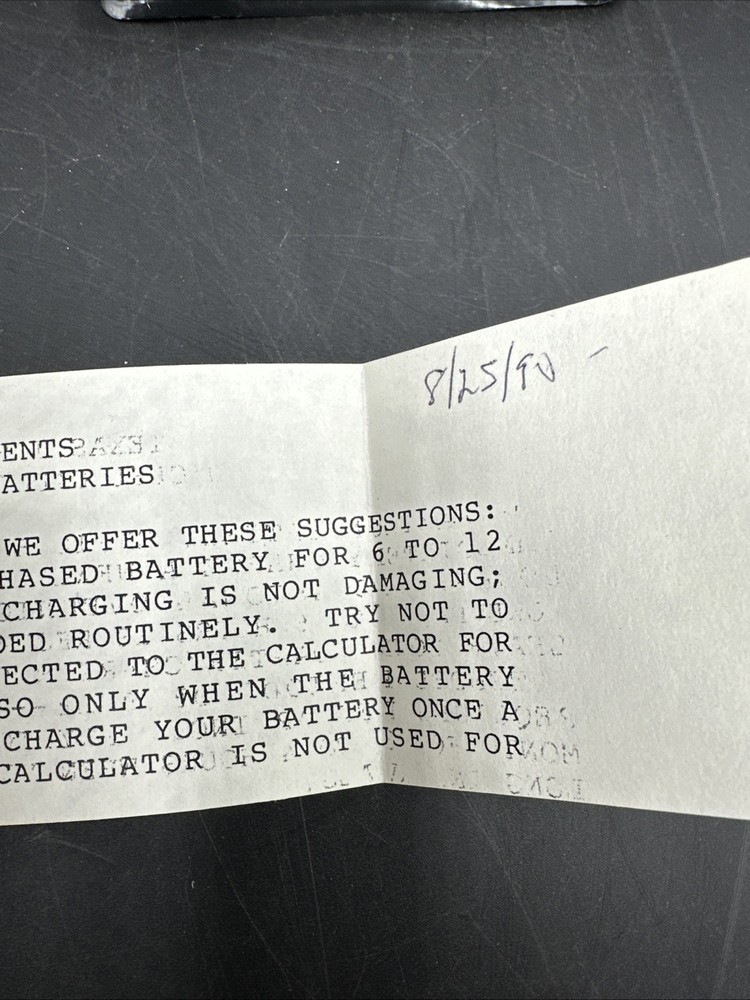 8/25/90 -
ENTS
ATTERIES
WE OFFER THESE SUGGESTIONS:
HASED BATTERY FOR 6 TO 12
CHARGING IS NOT DAMAGING;
DED ROUTINELY. TRY NOT TO
ECTED TO THE CALCULATOR FOR
SO ONLY WHEN THE BATTERY
CHARGE YOUR BATTERY ONCE A
CALCULATOR IS NOT USED FOR